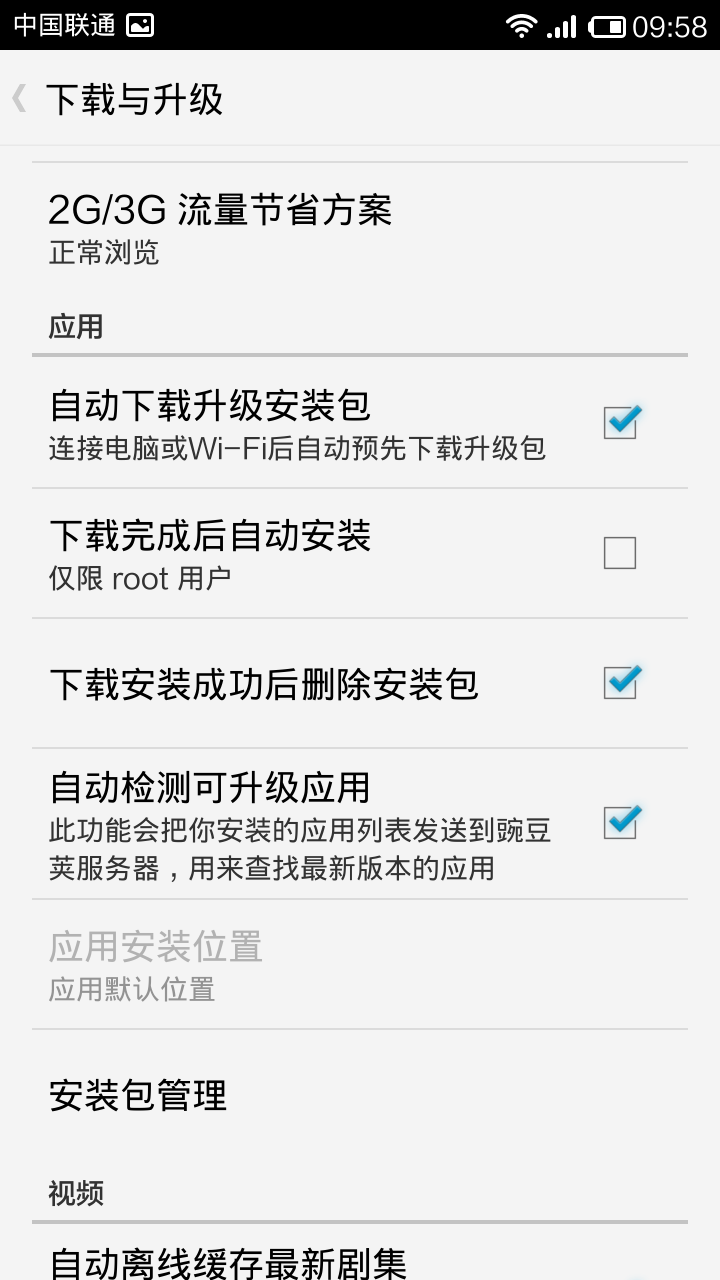 中国联通 09:58
下载与升级
2G/3G 流量节省方案
正常浏览
应用
自动下载升级安装包
连接电脑或Wi-Fi后自动预先下载升级包
下载完成后自动安装
仅限 root 用户
下载安装成功后删除安装包
自动检测可升级应用
此功能会把你安装的应用列表发送到豌豆
荚服务器，用来查找最新版本的应用
应用安装位置
应用默认位置
安装包管理
视频
自动离线缓存最新剧集